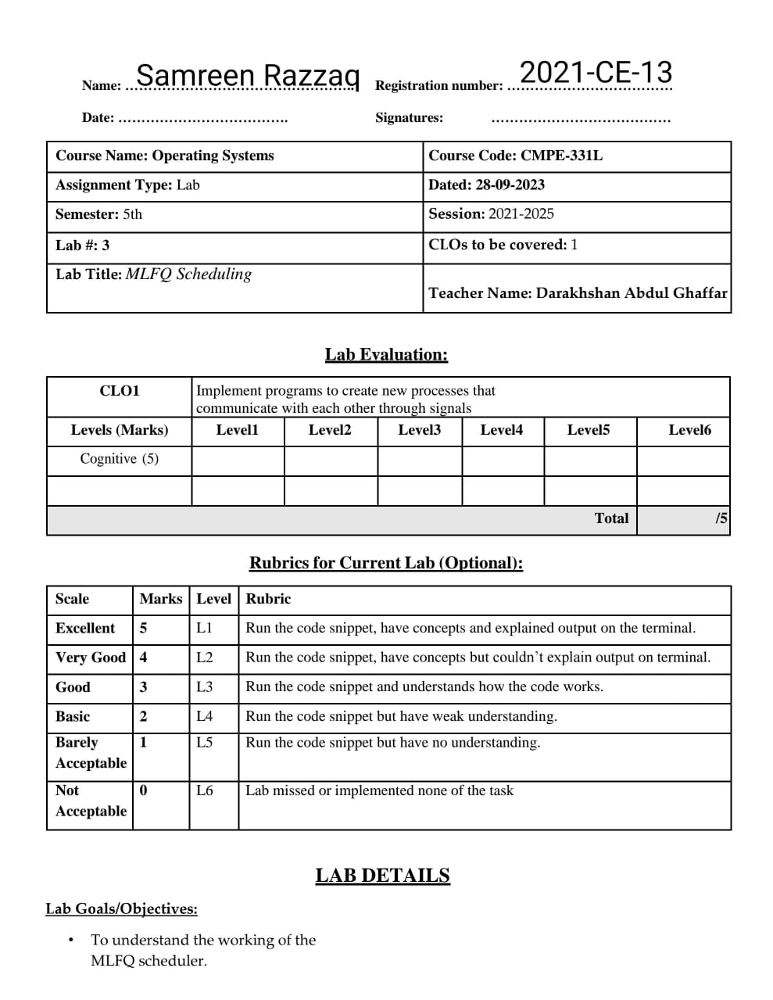 Name: ……………………………………………… Samreen Razzaq Registration number: ……………………………… 2021-CE-13
Date: ………………………………. Signatures: …………………………………
Course Name: Operating Systems Course Code: CMPE-331L
Assignment Type: Lab Dated: 28-09-2023
Semester: 5th Session: 2021-2025
Lab #: 3 CLOs to be covered: 1
Lab Title: MLFQ Scheduling
Teacher Name: Darakhshan Abdul Ghaffar
Lab Evaluation:
CLO1 Implement programs to create new processes that
communicate with each other through signals
Levels (Marks) Level1 Level2 Level3 Level4 Level5 Level6
Cognitive (5)
Total /5
Rubrics for Current Lab (Optional):
Scale Marks Level Rubric
Excellent 5 L1 Run the code snippet, have concepts and explained output on the terminal.
Very Good 4 L2 Run the code snippet, have concepts but couldn’t explain output on terminal.
Good 3 L3 Run the code snippet and understands how the code works.
Basic 2 L4 Run the code snippet but have weak understanding.
Barely 1 L5 Run the code snippet but have no understanding.
Acceptable
Not 0 L6 Lab missed or implemented none of the task
Acceptable
LAB DETAILS
Lab Goals/Objectives:
• To understand the working of the
MLFQ scheduler.